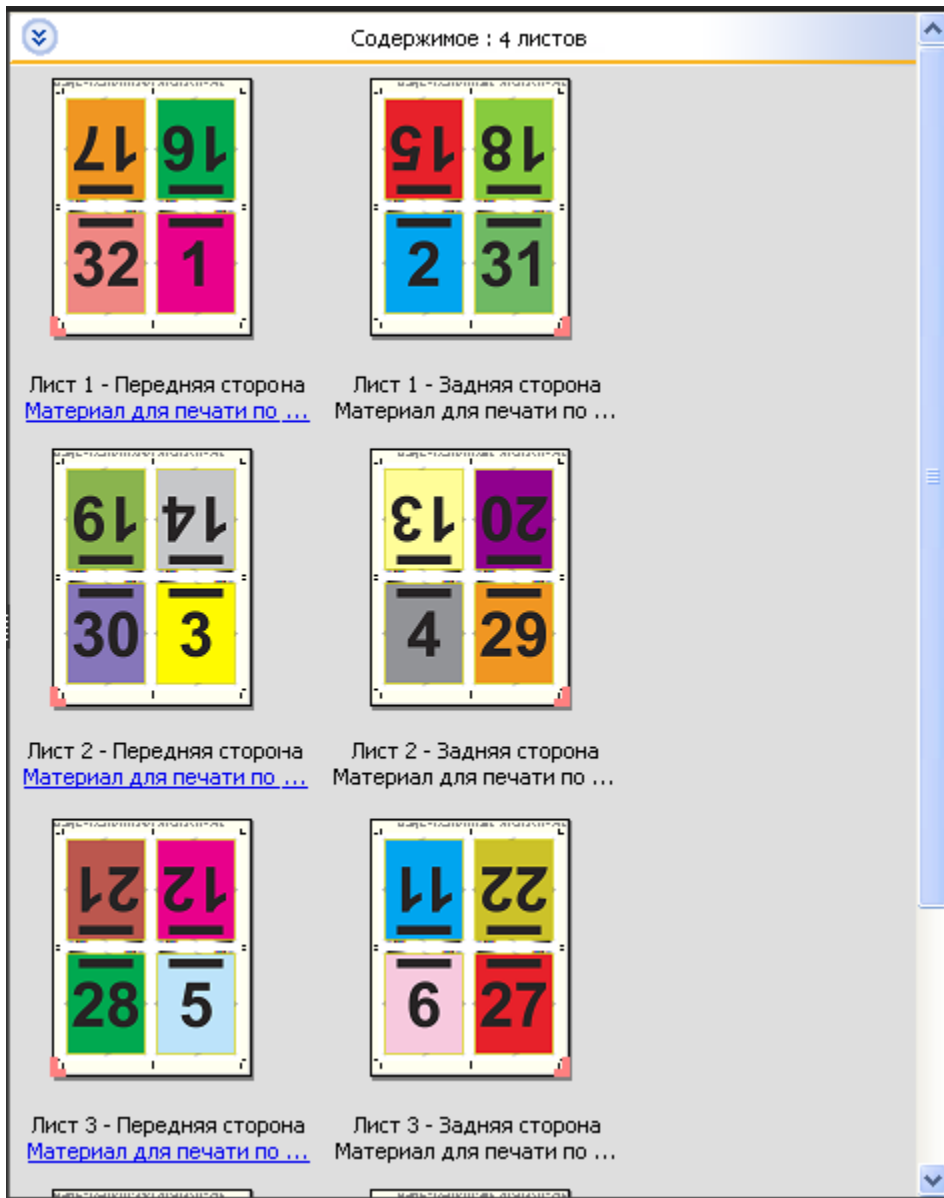 Содержимое : 4 листов
17 16 15 18
32 1 2 31
Лист 1 - Передняя сторона Лист 1 - Задняя сторона
Материал для печати по ... Материал для печати по ...
19 14 13 20
30 3 4 29
Лист 2 - Передняя сторона Лист 2 - Задняя сторона
Материал для печати по ... Материал для печати по ...
21 12 11 22
28 5 6 27
Лист 3 - Передняя сторона Лист 3 - Задняя сторона
Материал для печати по ... Материал для печати по ...